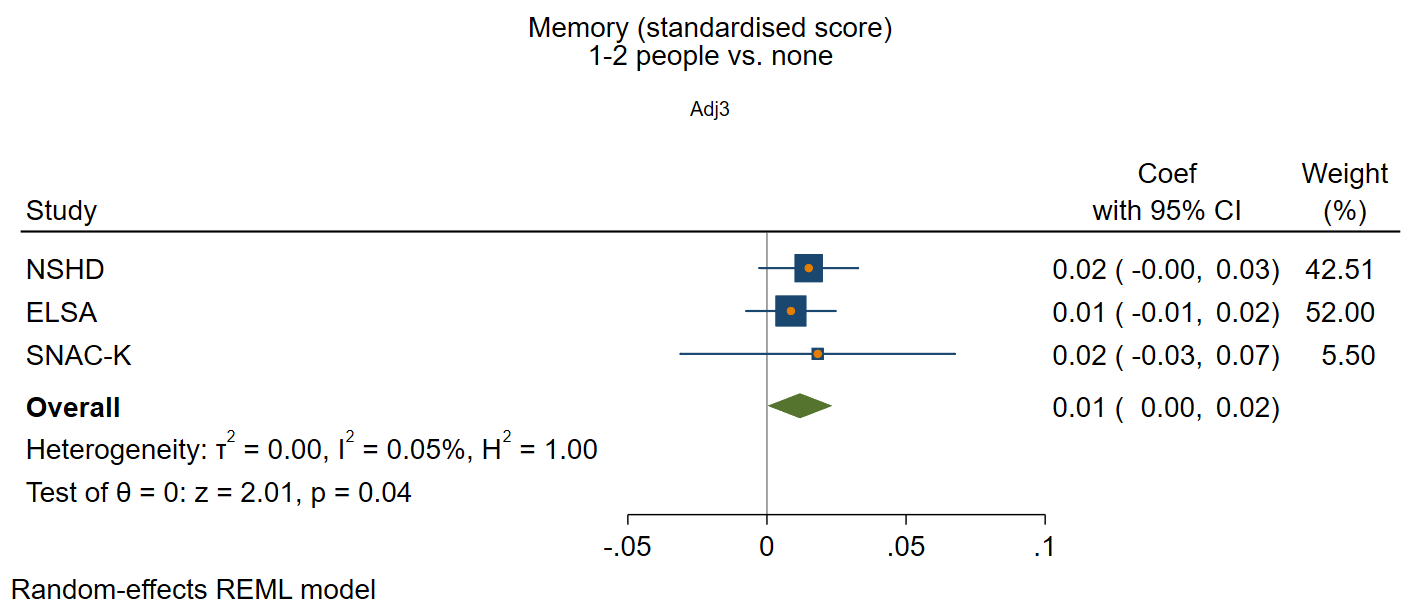 Memory (standardised score)
1-2 people vs. none
Adj3
Coef Weight
Study with 95% CI (%)
NSHD 0.02 ( -0.00, 0.03) 42.51
ELSA 0.01 ( -0.01, 0.02) 52.00
SNAC-K 0.02 ( -0.03, 0.07) 5.50
Overall 0.01 ( 0.00, 0.02)
Heterogeneity: τ² = 0.00, I² = 0.05%, H² = 1.00
Test of θ = 0: z = 2.01, p = 0.04
-.05 0 .05 .1
Random-effects REML model